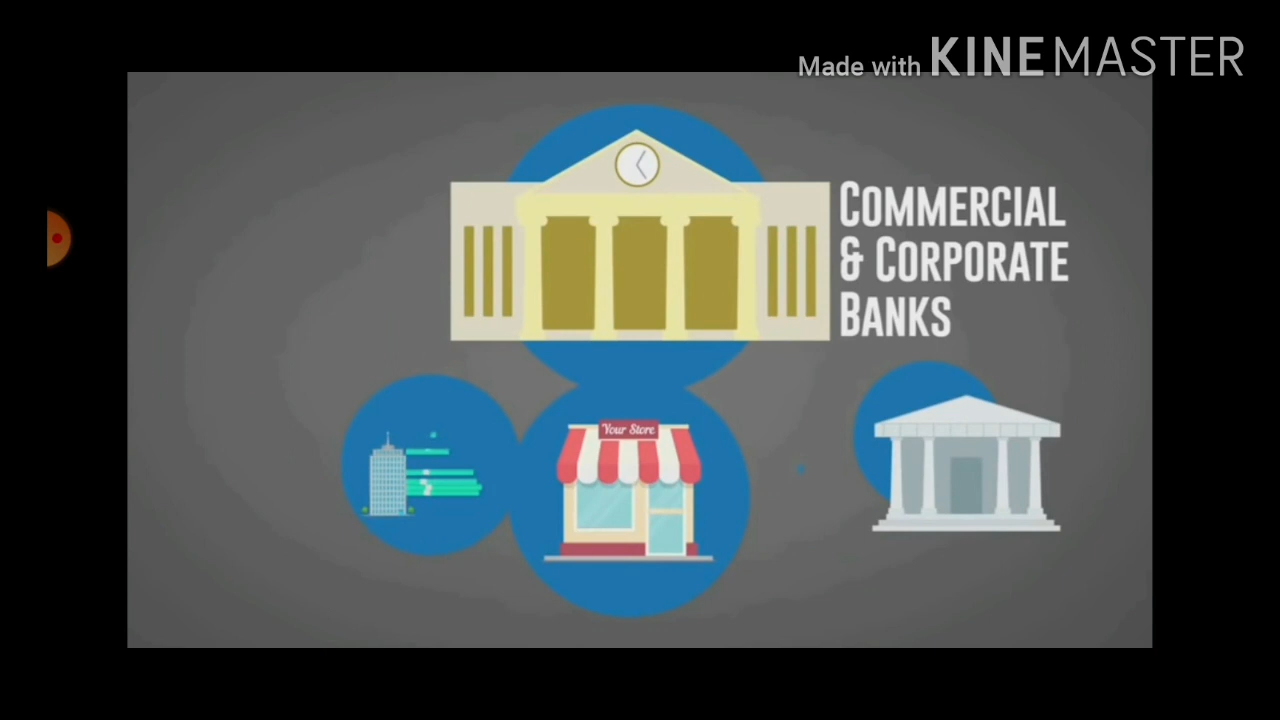 Made with KINEMASTER
COMMERCIAL
& CORPORATE
BANKS
Your Store